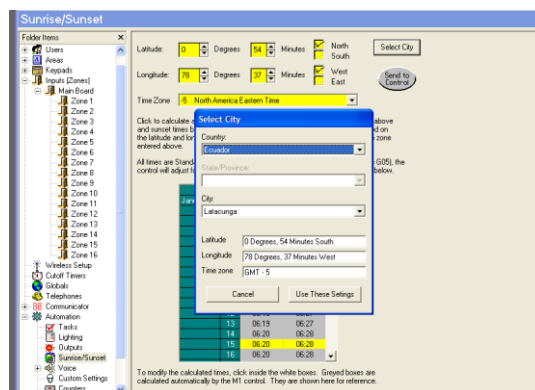 Sunrise/Sunset
Folder Items
Users
Areas
Keypads
Inputs (Zones)
Main Board
Zone 1
Zone 2
Zone 3
Zone 4
Zone 5
Zone 6
Zone 7
Zone 8
Zone 9
Zone 10
Zone 11
Zone 12
Zone 13
Zone 14
Zone 15
Zone 16
Wireless Setup
Cutoff Timers
Globals
Telephones
Communicator
Automation
Tasks
Lighting
Outputs
Sunrise/Sunset
Voice
Custom Settings
Counters
Latitude: 0 Degrees 54 Minutes North
South
Select City
Longitude: 78 Degrees 37 Minutes West
East
Send to
Control
Time Zone -5 North America Eastern Time
Click to calculate above
and sunset times b ed on
the latitude and lon e zone
entered above.
All times are Stand e G05), the
control will adjust f below.
Select City
Country:
Ecuador
State/Province:
City:
Latacunga
Latitude 0 Degrees, 54 Minutes South
Longitude 78 Degrees, 37 Minutes West
Time zone GMT - 5
Cancel Use These Setings
13 06:19 06:27
14 06:20 06:28
15 06:20 06:28
16 06:20 06:28
To modify the calculated times, click inside the white boxes. Greyed boxes are
calculated automatically by the M1 control. They are shown here for reference.